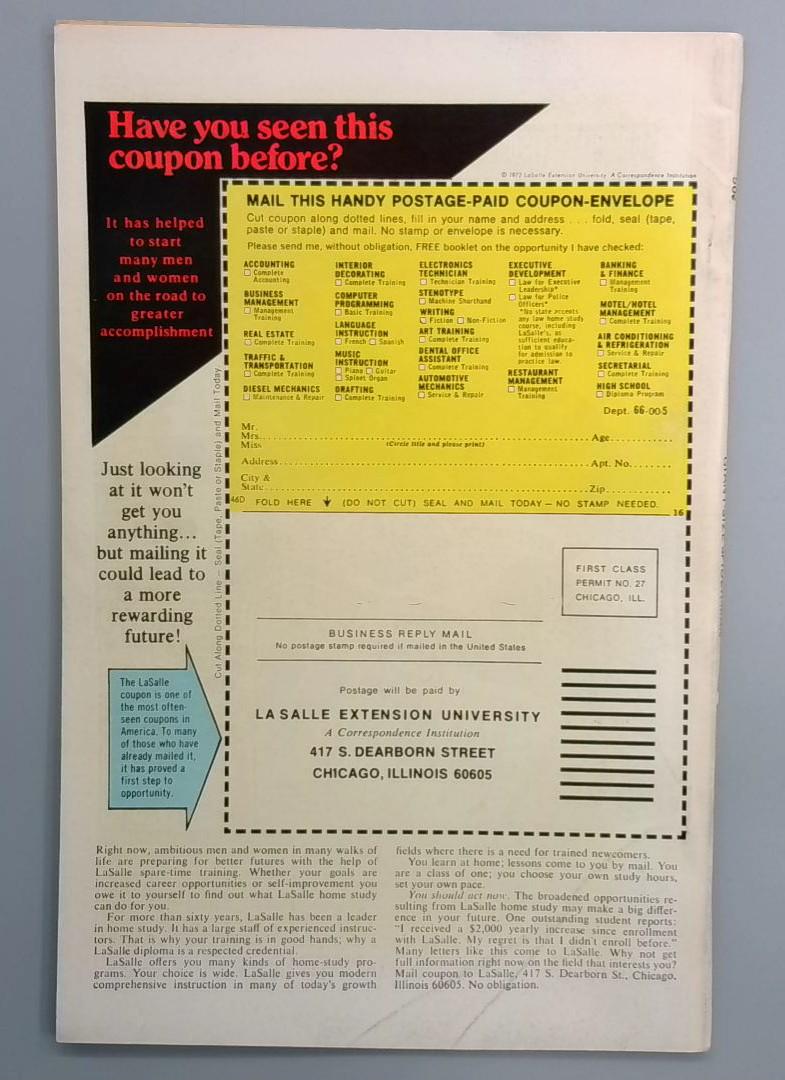 Have you seen this
coupon before?
© 1972 LaSalle Extension University A Correspondence Institution
It has helped
to start
many men
and women
on the road to
greater
accomplishment
MAIL THIS HANDY POSTAGE-PAID COUPON-ENVELOPE
Cut coupon along dotted lines, fill in your name and address . . . fold, seal (tape,
paste or staple) and mail. No stamp or envelope is necessary.
Please send me, without obligation, FREE booklet on the opportunity I have checked:
ACCOUNTING
Complete
Accounting
BUSINESS
MANAGEMENT
Management
Training
REAL ESTATE
Complete Training
TRAFFIC &
TRANSPORTATION
Complete Training
DIESEL MECHANICS
Maintenance & Repair
INTERIOR
DECORATING
Complete Training
COMPUTER
PROGRAMMING
Basic Training
LANGUAGE
INSTRUCTION
French Spanish
MUSIC
INSTRUCTION
Piano Guitar
Spinet Organ
DRAFTING
Complete Training
ELECTRONICS
TECHNICIAN
Technician Training
STENOTYPE
Machine Shorthand
WRITING
Fiction Non-Fiction
ART TRAINING
Complete Training
DENTAL OFFICE
ASSISTANT
Complete Training
AUTOMOTIVE
MECHANICS
Service & Repair
EXECUTIVE
DEVELOPMENT
Law for Executive
Leadership*
Law for Police
Officers*
*No state accepts
any law home study
course, including
LaSalle's, as
sufficient educa-
tion to qualify
for admission to
practice law.
RESTAURANT
MANAGEMENT
Management
Training
BANKING
& FINANCE
Management
Training
MOTEL/HOTEL
MANAGEMENT
Complete Training
AIR CONDITIONING
& REFRIGERATION
Service & Repair
SECRETARIAL
Complete Training
HIGH SCHOOL
Diploma Program
Dept. 66-005
Mr.
Mrs. Age
Miss (Circle title and please print)
Address Apt. No.
City &
State Zip
46D FOLD HERE ↓ (DO NOT CUT) SEAL AND MAIL TODAY — NO STAMP NEEDED. 16
Cut Along Dotted Line — Seal (Tape, Paste or Staple) and Mail Today.
Just looking
at it won't
get you
anything...
but mailing it
could lead to
a more
rewarding
future!
The LaSalle
coupon is one of
the most often-
seen coupons in
America. To many
of those who have
already mailed it,
it has proved a
first step to
opportunity.
FIRST CLASS
PERMIT NO. 27
CHICAGO, ILL.
BUSINESS REPLY MAIL
No postage stamp required if mailed in the United States
Postage will be paid by
LA SALLE EXTENSION UNIVERSITY
A Correspondence Institution
417 S. DEARBORN STREET
CHICAGO, ILLINOIS 60605
Right now, ambitious men and women in many walks of
life are preparing for better futures with the help of
LaSalle spare-time training. Whether your goals are
increased career opportunities or self-improvement you
owe it to yourself to find out what LaSalle home study
can do for you.
For more than sixty years, LaSalle has been a leader
in home study. It has a large staff of experienced instruc-
tors. That is why your training is in good hands; why a
LaSalle diploma is a respected credential.
LaSalle offers you many kinds of home-study pro-
grams. Your choice is wide. LaSalle gives you modern
comprehensive instruction in many of today's growth
fields where there is a need for trained newcomers.
You learn at home; lessons come to you by mail. You
are a class of one; you choose your own study hours,
set your own pace.
You should act now. The broadened opportunities re-
sulting from LaSalle home study may make a big differ-
ence in your future. One outstanding student reports:
"I received a $2,000 yearly increase since enrollment
with LaSalle. My regret is that I didn't enroll before."
Many letters like this come to LaSalle. Why not get
full information right now on the field that interests you?
Mail coupon to LaSalle, 417 S. Dearborn St., Chicago,
Illinois 60605. No obligation.